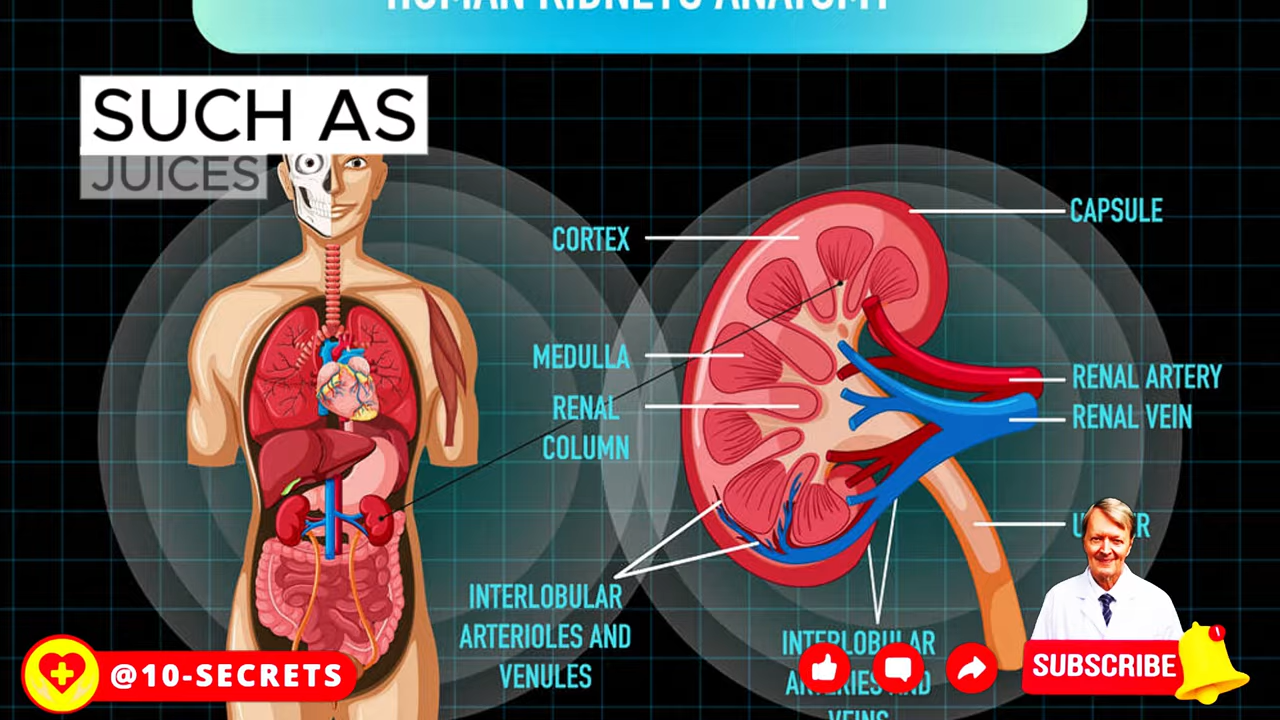 HUMAN KIDNEYS ANATOMY
SUCH AS
JUICES
CAPSULE
CORTEX
MEDULLA
RENAL
COLUMN
RENAL ARTERY
RENAL VEIN
INTERLOBULAR
ARTERIOLES AND
VENULES
INTERLOBULAR
ARTERIES AND
VEINS
@10-SECRETS
SUBSCRIBE
1